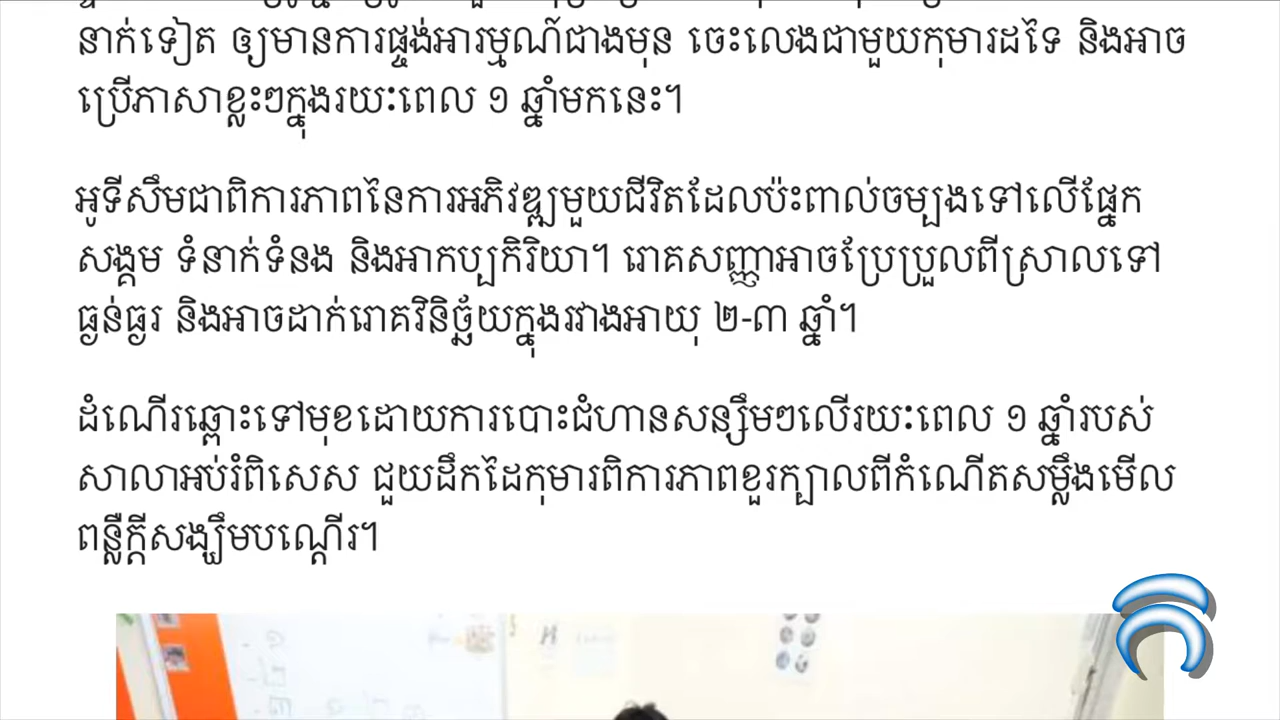 នាក់ទៀត ឲ្យមានការផ្ចង់អារម្មណ៍ជាងមុន ចេះលេងជាមួយកុមារដទៃ និងអាច
ប្រើភាសាខ្លះៗក្នុងរយៈពេល ១ ឆ្នាំមកនេះ។
អូទីសឹមជាពិការភាពនៃការអភិវឌ្ឍមួយជីវិតដែលប៉ះពាល់ចម្បងទៅលើផ្នែក
សង្គម ទំនាក់ទំនង និងអាកប្បកិរិយា។ រោគសញ្ញាអាចប្រែប្រួលពីស្រាលទៅ
ធ្ងន់ធ្ងរ និងអាចដាក់រោគវិនិច្ឆ័យក្នុងរវាងអាយុ ២-៣ ឆ្នាំ។
ដំណើរឆ្ពោះទៅមុខដោយការបោះជំហានសន្សឹមៗលើរយៈពេល ១ ឆ្នាំរបស់
សាលាអប់រំពិសេស ជួយដឹកដៃកុមារពិការភាពខួរក្បាលពីកំណើតសម្លឹងមើល
ពន្លឺក្តីសង្ឃឹមបណ្តើរ។